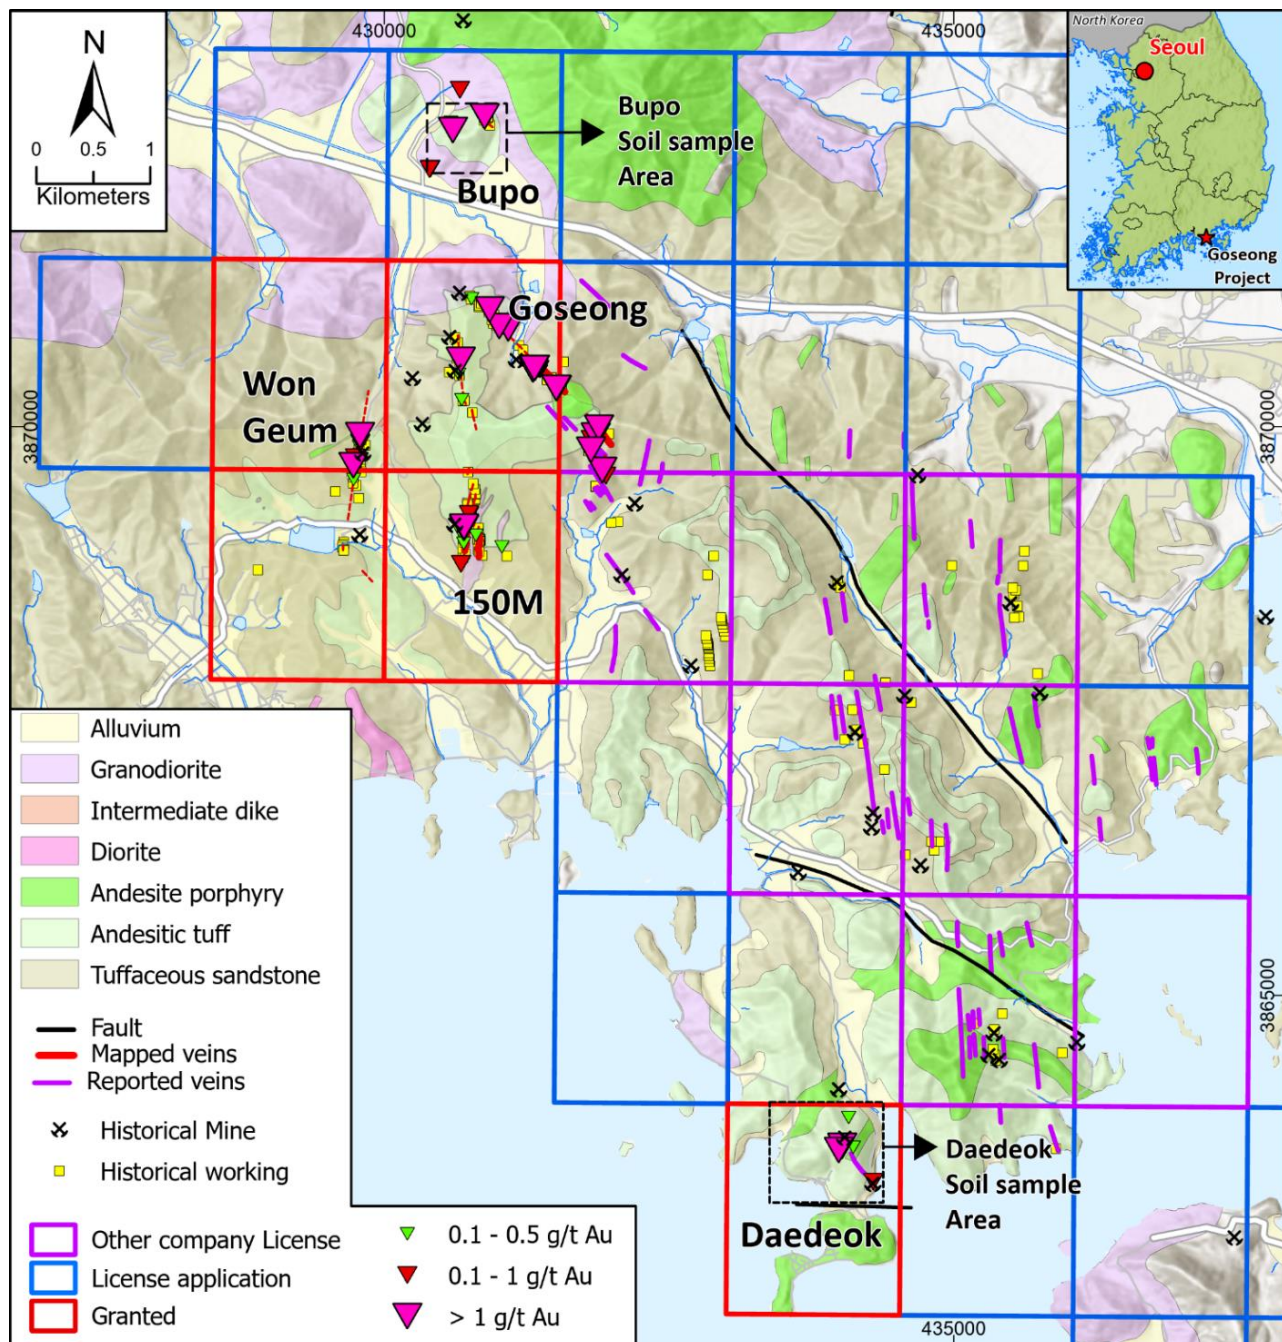 430000
435000
N
0 0.5 1
Kilometers
North Korea
Seoul
Goseong
Project
Bupo
Soil sample
Area
Bupo
Goseong
Won
Geum
3870000
3870000
150M
Alluvium
Granodiorite
Intermediate dike
Diorite
Andesite porphyry
Andesitic tuff
Tuffaceous sandstone
Fault
Mapped veins
Reported veins
Historical Mine
Historical working
Other company License
License application
Granted
0.1 - 0.5 g/t Au
0.1 - 1 g/t Au
> 1 g/t Au
3865000
Daedeok
Soil sample
Area
Daedeok
435000